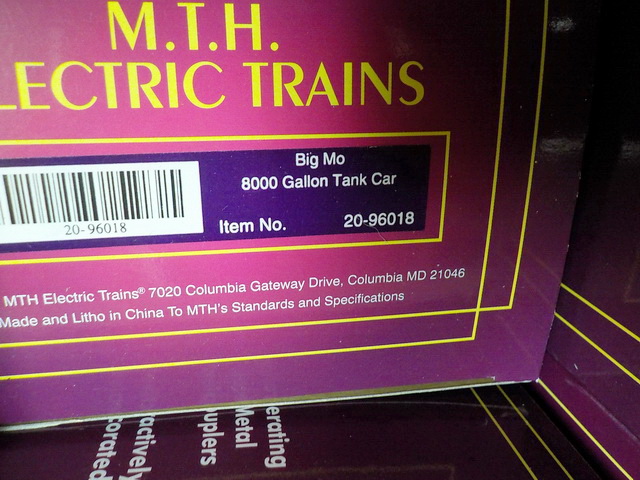 M.T.H.
LECTRIC TRAINS
Big Mo
8000 Gallon Tank Car
20-96018
Item No. 20-96018
MTH Electric Trains® 7020 Columbia Gateway Drive, Columbia MD 21046
Made and Litho in China To MTH's Standards and Specifications
erating
Metal
uplers
actively
corated